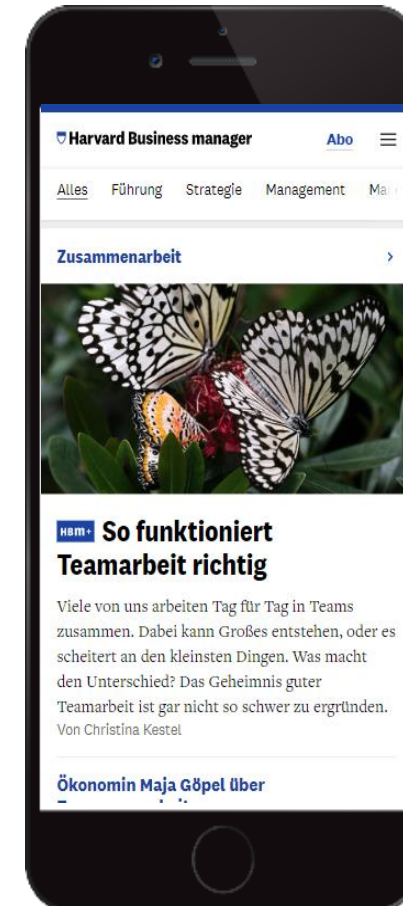 Harvard Business manager Abo
Alles Führung Strategie Management
Zusammenarbeit
HBm+ So funktioniert
Teamarbeit richtig
Viele von uns arbeiten Tag für Tag in Teams
zusammen. Dabei kann Großes entstehen, oder es
scheitert an den kleinsten Dingen. Was macht
den Unterschied? Das Geheimnis guter
Teamarbeit ist gar nicht so schwer zu ergründen.
Von Christina Kestel
Ökonomin Maja Göpel über